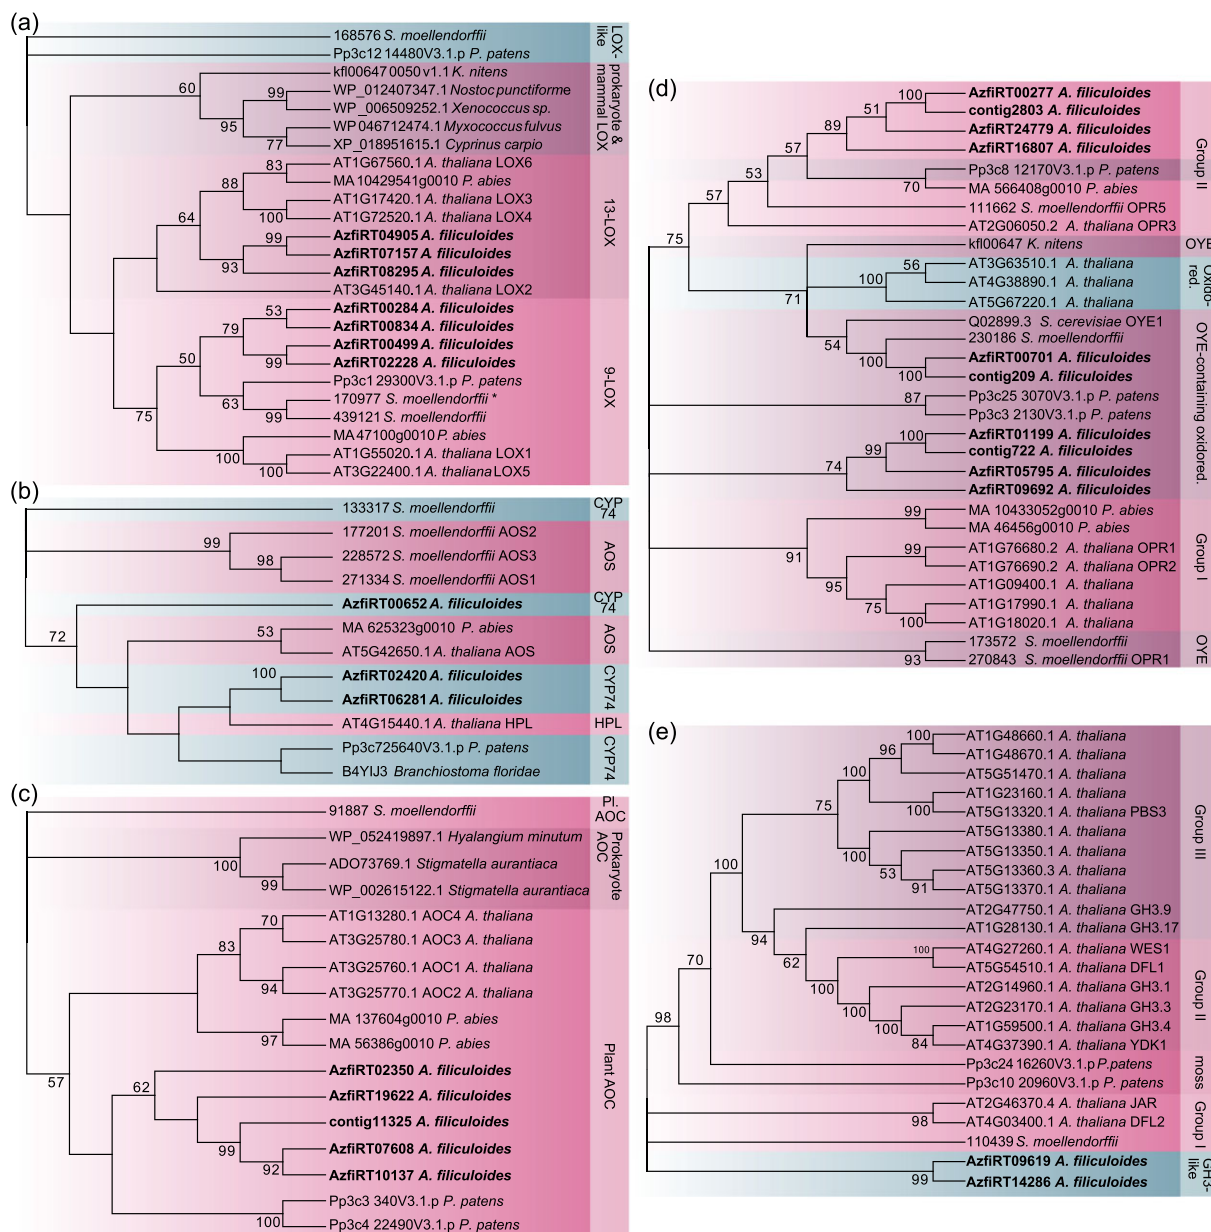 (a)
168576 S. moellendorffii
Pp3c12 14480V3.1.p P. patens
LOX-like
60
kfl00647 0050 v1.1 K. nitens
99
WP_012407347.1 Nostoc punctiforme
WP_006509252.1 Xenococcus sp.
95
WP 046712474.1 Myxococcus fulvus
77
XP_018951615.1 Cyprinus carpio
prokaryote & mammal LOX
83
AT1G67560.1 A. thaliana LOX6
88
MA 10429541g0010 P. abies
AT1G17420.1 A. thaliana LOX3
64
100
AT1G72520.1 A. thaliana LOX4
99
AzfiRT04905 A. filiculoides
AzfiRT07157 A. filiculoides
93
AzfiRT08295 A. filiculoides
AT3G45140.1 A. thaliana LOX2
13-LOX
53
AzfiRT00284 A. filiculoides
79
AzfiRT00834 A. filiculoides
AzfiRT00499 A. filiculoides
50
99
AzfiRT02228 A. filiculoides
Pp3c1 29300V3.1.p P. patens
63
170977 S. moellendorffii *
99
439121 S. moellendorffii
75
MA 47100g0010 P. abies
100
AT1G55020.1 A. thaliana LOX1
100
AT3G22400.1 A. thaliana LOX5
9-LOX
(b)
133317 S. moellendorffii
CYP 74
177201 S. moellendorffii AOS2
99
228572 S. moellendorffii AOS3
98
271334 S. moellendorffii AOS1
AOS
AzfiRT00652 A. filiculoides
CYP 74
72
53
MA 625323g0010 P. abies
AT5G42650.1 A. thaliana AOS
AOS
100
AzfiRT02420 A. filiculoides
AzfiRT06281 A. filiculoides
CYP74
AT4G15440.1 A. thaliana HPL
HPL
Pp3c725640V3.1.p P. patens
B4YIJ3 Branchiostoma floridae
CYP74
(c)
91887 S. moellendorffii
Pl. AOC
WP_052419897.1 Hyalangium minutum
100
ADO73769.1 Stigmatella aurantiaca
99
WP_002615122.1 Stigmatella aurantiaca
Prokaryote AOC
70
AT1G13280.1 AOC4 A. thaliana
83
AT3G25780.1 AOC3 A. thaliana
AT3G25760.1 AOC1 A. thaliana
94
AT3G25770.1 AOC2 A. thaliana
MA 137604g0010 P. abies
97
MA 56386g0010 P. abies
57
62
AzfiRT02350 A. filiculoides
AzfiRT19622 A. filiculoides
contig11325 A. filiculoides
99
AzfiRT07608 A. filiculoides
92
AzfiRT10137 A. filiculoides
Pp3c3 340V3.1.p P. patens
100
Pp3c4 22490V3.1.p P. patens
Plant AOC
(d)
100
AzfiRT00277 A. filiculoides
51
contig2803 A. filiculoides
89
AzfiRT24779 A. filiculoides
57
AzfiRT16807 A. filiculoides
53
Pp3c8 12170V3.1.p P. patens
70
MA 566408g0010 P. abies
57
111662 S. moellendorffii OPR5
AT2G06050.2 A. thaliana OPR3
Group II
75
kfl00647 K. nitens
OYE
56
AT3G63510.1 A. thaliana
100
AT4G38890.1 A. thaliana
71
AT5G67220.1 A. thaliana
Oxido-red.
Q02899.3 S. cerevisiae OYE1
54
230186 S. moellendorffii
100
AzfiRT00701 A. filiculoides
100
contig209 A. filiculoides
87
Pp3c25 3070V3.1.p P. patens
Pp3c3 2130V3.1.p P. patens
100
AzfiRT01199 A. filiculoides
99
contig722 A. filiculoides
74
AzfiRT05795 A. filiculoides
AzfiRT09692 A. filiculoides
OYE-containing oxidored.
99
MA 10433052g0010 P. abies
MA 46456g0010 P. abies
91
99
AT1G76680.2 A. thaliana OPR1
AT1G76690.2 A. thaliana OPR2
95
AT1G09400.1 A. thaliana
75
AT1G17990.1 A. thaliana
100
AT1G18020.1 A. thaliana
Group I
173572 S. moellendorffii
93
270843 S. moellendorffii OPR1
OYE
(e)
100
AT1G48660.1 A. thaliana
96
AT1G48670.1 A. thaliana
100
AT5G51470.1 A. thaliana
AT1G23160.1 A. thaliana
75
100
AT5G13320.1 A. thaliana PBS3
AT5G13380.1 A. thaliana
100
AT5G13350.1 A. thaliana
100
53
AT5G13360.3 A. thaliana
91
AT5G13370.1 A. thaliana
AT2G47750.1 A. thaliana GH3.9
94
AT1G28130.1 A. thaliana GH3.17
Group III
62
100
AT4G27260.1 A. thaliana WES1
70
AT5G54510.1 A. thaliana DFL1
100
AT2G14960.1 A. thaliana GH3.1
100
AT2G23170.1 A. thaliana GH3.3
98
100
AT1G59500.1 A. thaliana GH3.4
84
AT4G37390.1 A. thaliana YDK1
Group II
Pp3c24 16260V3.1.p P.patens
Pp3c10 20960V3.1.p P. patens
moss
AT2G46370.4 A. thaliana JAR
98
AT4G03400.1 A. thaliana DFL2
110439 S. moellendorffii
Group I
AzfiRT09619 A. filiculoides
99
AzfiRT14286 A. filiculoides
GH3-like